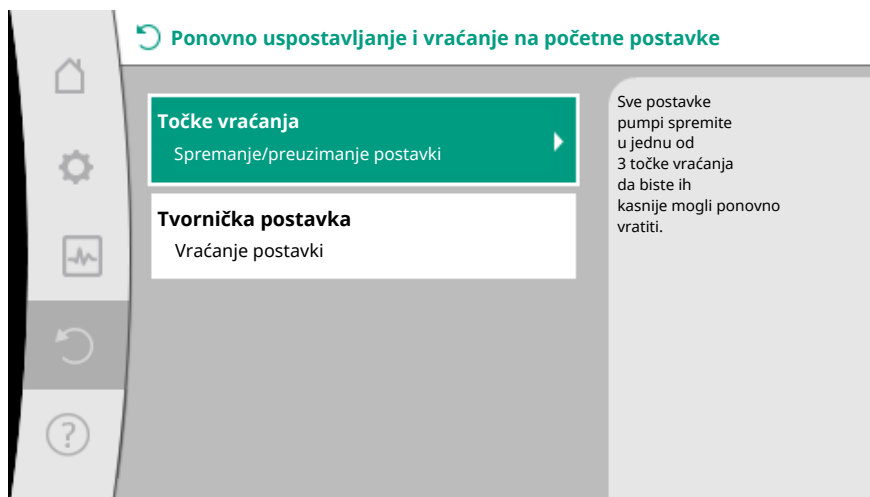 Ponovno uspostavljanje i vraćanje na početne postavke
Točke vraćanja
Spremanje/preuzimanje postavki
Tvornička postavka
Vraćanje postavki
Sve postavke
pumpi spremite
u jednu od
3 točke vraćanja
da biste ih
kasnije mogli ponovno
vratiti.
?